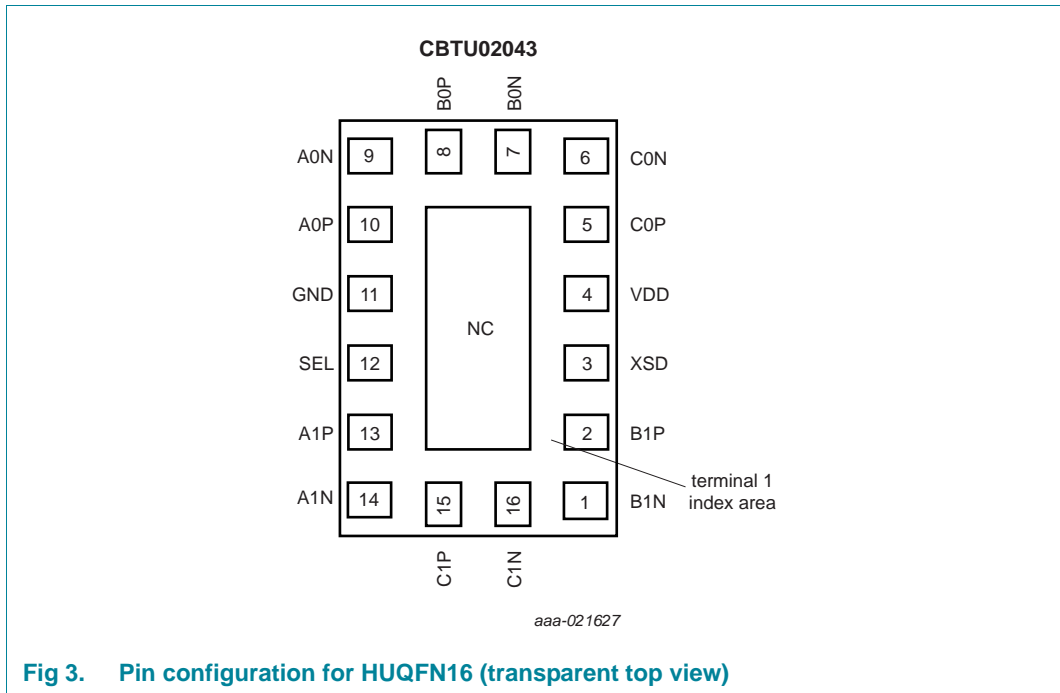 CBTU02043
B0P B0N
A0N 9 8 7 6 C0N
A0P 10 5 C0P
GND 11 4 VDD
NC
SEL 12 3 XSD
A1P 13 2 B1P
terminal 1
index area
A1N 14 15 16 1 B1N
C1P C1N
aaa-021627
Fig 3. Pin configuration for HUQFN16 (transparent top view)